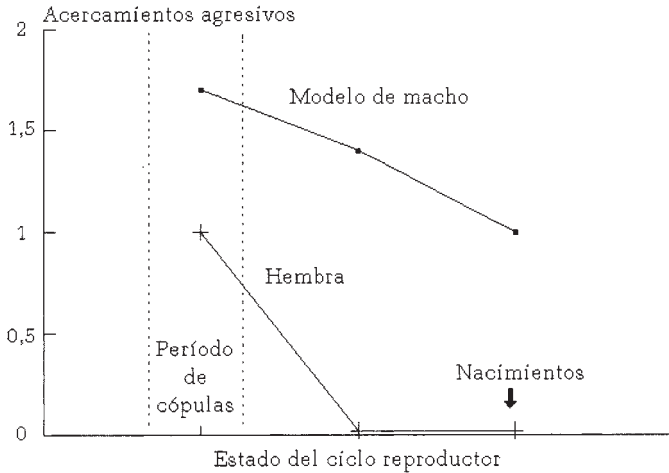 Acercamientos agresivos
2
1,5
1
0,5
0
Modelo de macho
Hembra
Período
de
cópulas
Nacimientos
Estado del ciclo reproductor